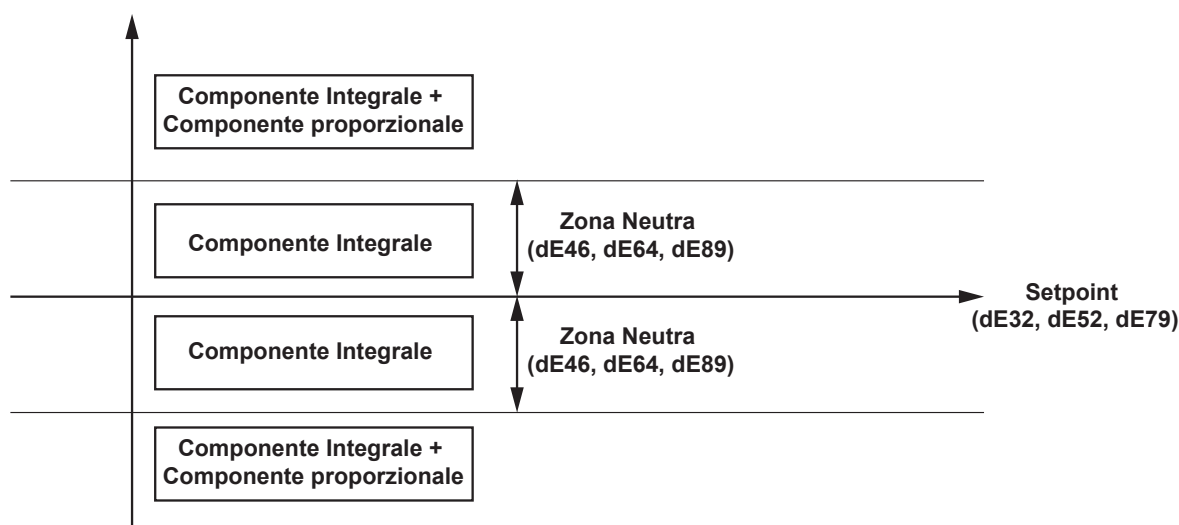 Componente Integrale +
Componente proporzionale
Componente Integrale
Zona Neutra
(dE46, dE64, dE89)
Setpoint
(dE32, dE52, dE79)
Componente Integrale
Zona Neutra
(dE46, dE64, dE89)
Componente Integrale +
Componente proporzionale